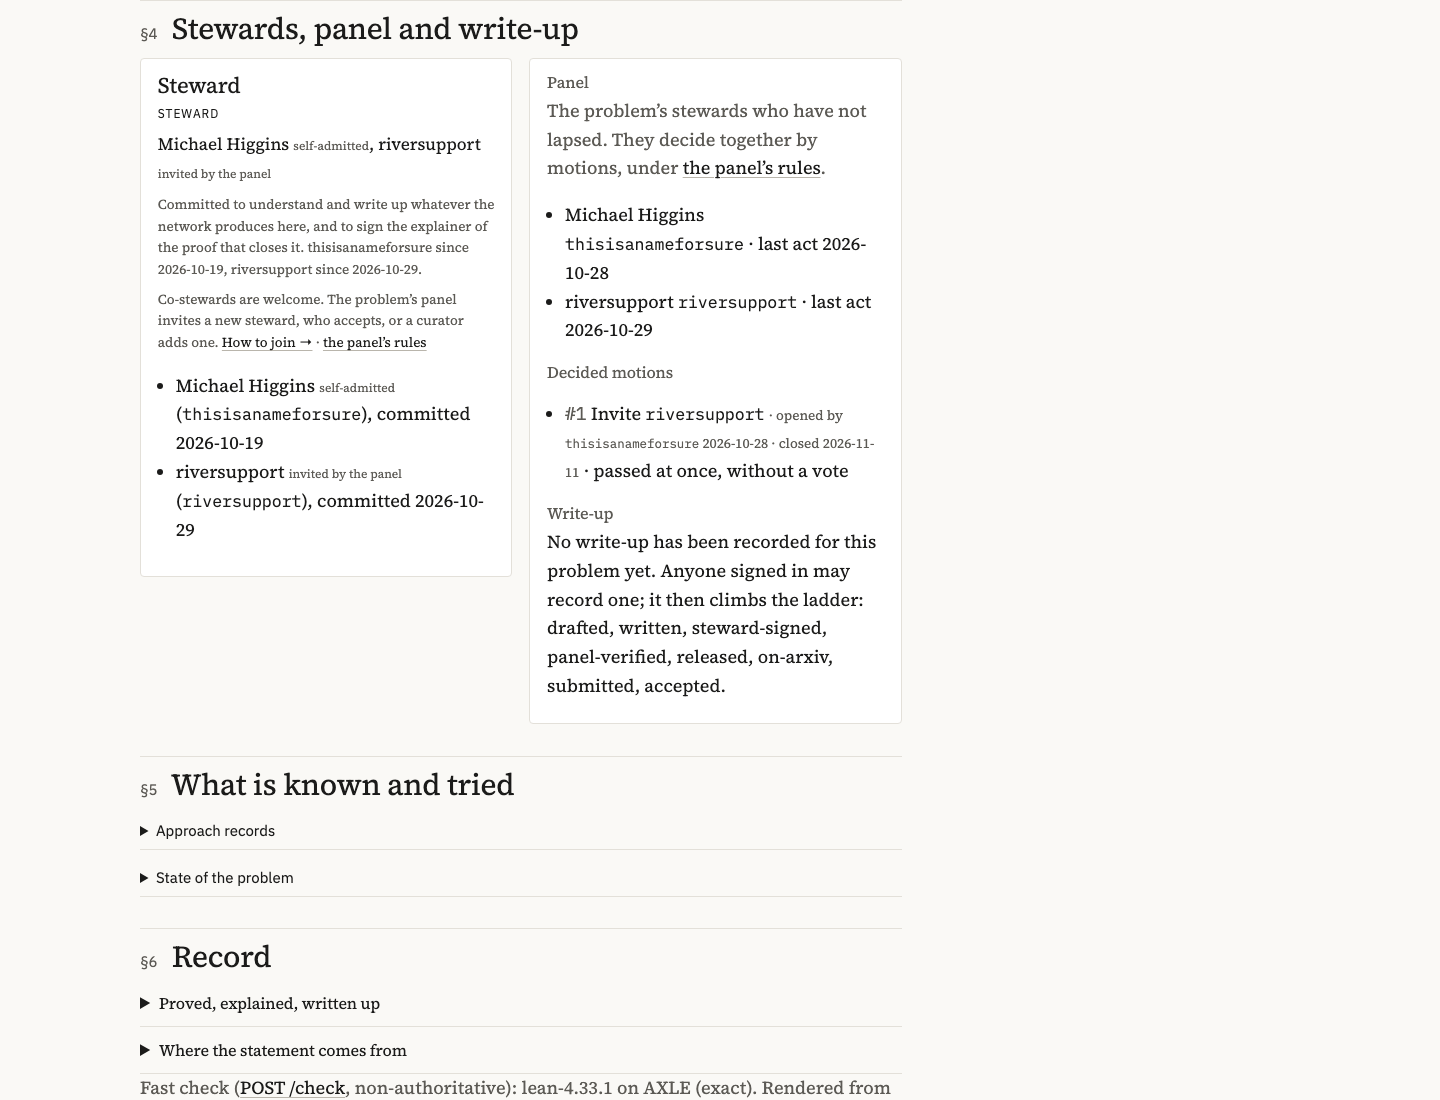 §4 Stewards, panel and write-up
Steward
STEWARD
Michael Higgins self-admitted, riversupport
invited by the panel
Committed to understand and write up whatever the
network produces here, and to sign the explainer of
the proof that closes it. thisisanameforsure since
2026-10-19, riversupport since 2026-10-29.
Co-stewards are welcome. The problem’s panel
invites a new steward, who accepts, or a curator
adds one. How to join → · the panel’s rules
• Michael Higgins self-admitted
(thisisanameforsure), committed
2026-10-19
• riversupport invited by the panel
(riversupport), committed 2026-10-
29
Panel
The problem’s stewards who have not
lapsed. They decide together by
motions, under the panel’s rules.
• Michael Higgins
thisisanameforsure · last act 2026-
10-28
• riversupport riversupport · last act
2026-10-29
Decided motions
• #1 Invite riversupport · opened by
thisisanameforsure 2026-10-28 · closed 2026-11-
11 · passed at once, without a vote
Write-up
No write-up has been recorded for this
problem yet. Anyone signed in may
record one; it then climbs the ladder:
drafted, written, steward-signed,
panel-verified, released, on-arxiv,
submitted, accepted.
§5 What is known and tried
▶ Approach records
▶ State of the problem
§6 Record
▶ Proved, explained, written up
▶ Where the statement comes from
Fast check (POST /check, non-authoritative): lean-4.33.1 on AXLE (exact). Rendered from